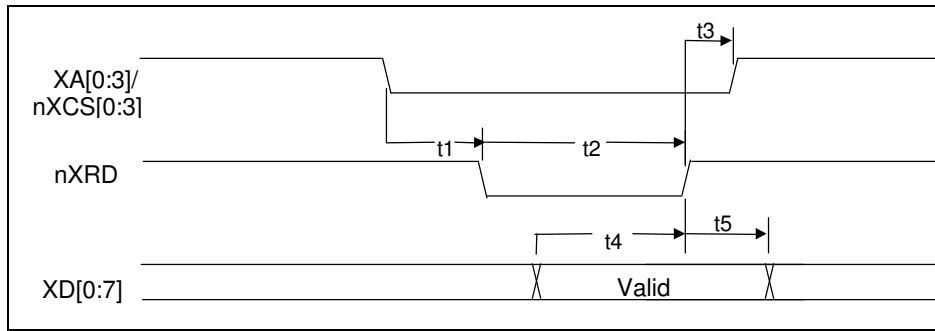 t3
XA[0:3]/
nXCS[0:3]
t1
t2
nXRD
t4
t5
XD[0:7]
Valid